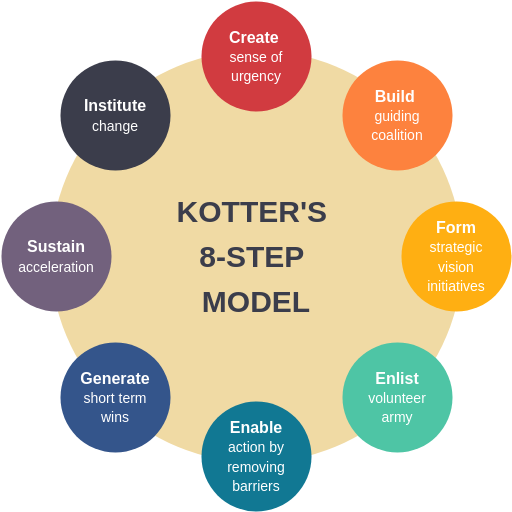 KOTTER'S
8-STEP
MODEL
Create
sense of
urgency
Build
guiding
coalition
Form
strategic
vision
initiatives
Enlist
volunteer
army
Enable
action by
removing
barriers
Generate
short term
wins
Sustain
acceleration
Institute
change